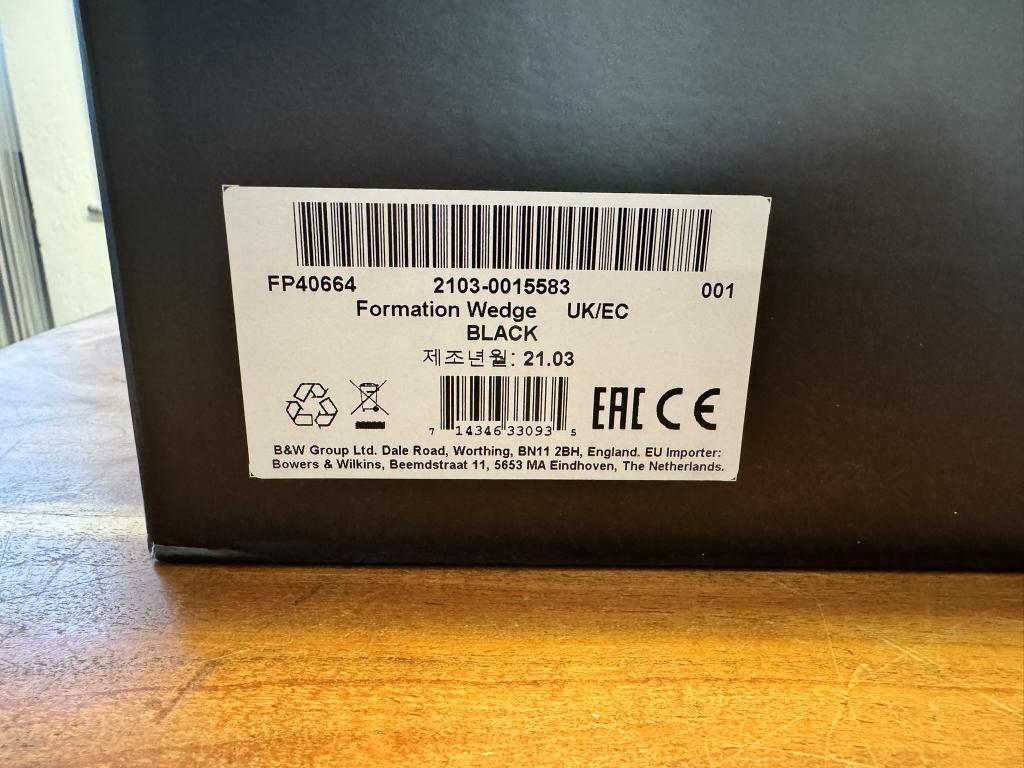 FP40664 2103-0015583 001
Formation Wedge UK/EC
BLACK
제조년월: 21.03
7 14346 33093 5
EAC CE
B&W Group Ltd. Dale Road, Worthing, BN11 2BH, England. EU Importer:
Bowers & Wilkins, Beemdstraat 11, 5653 MA Eindhoven, The Netherlands.